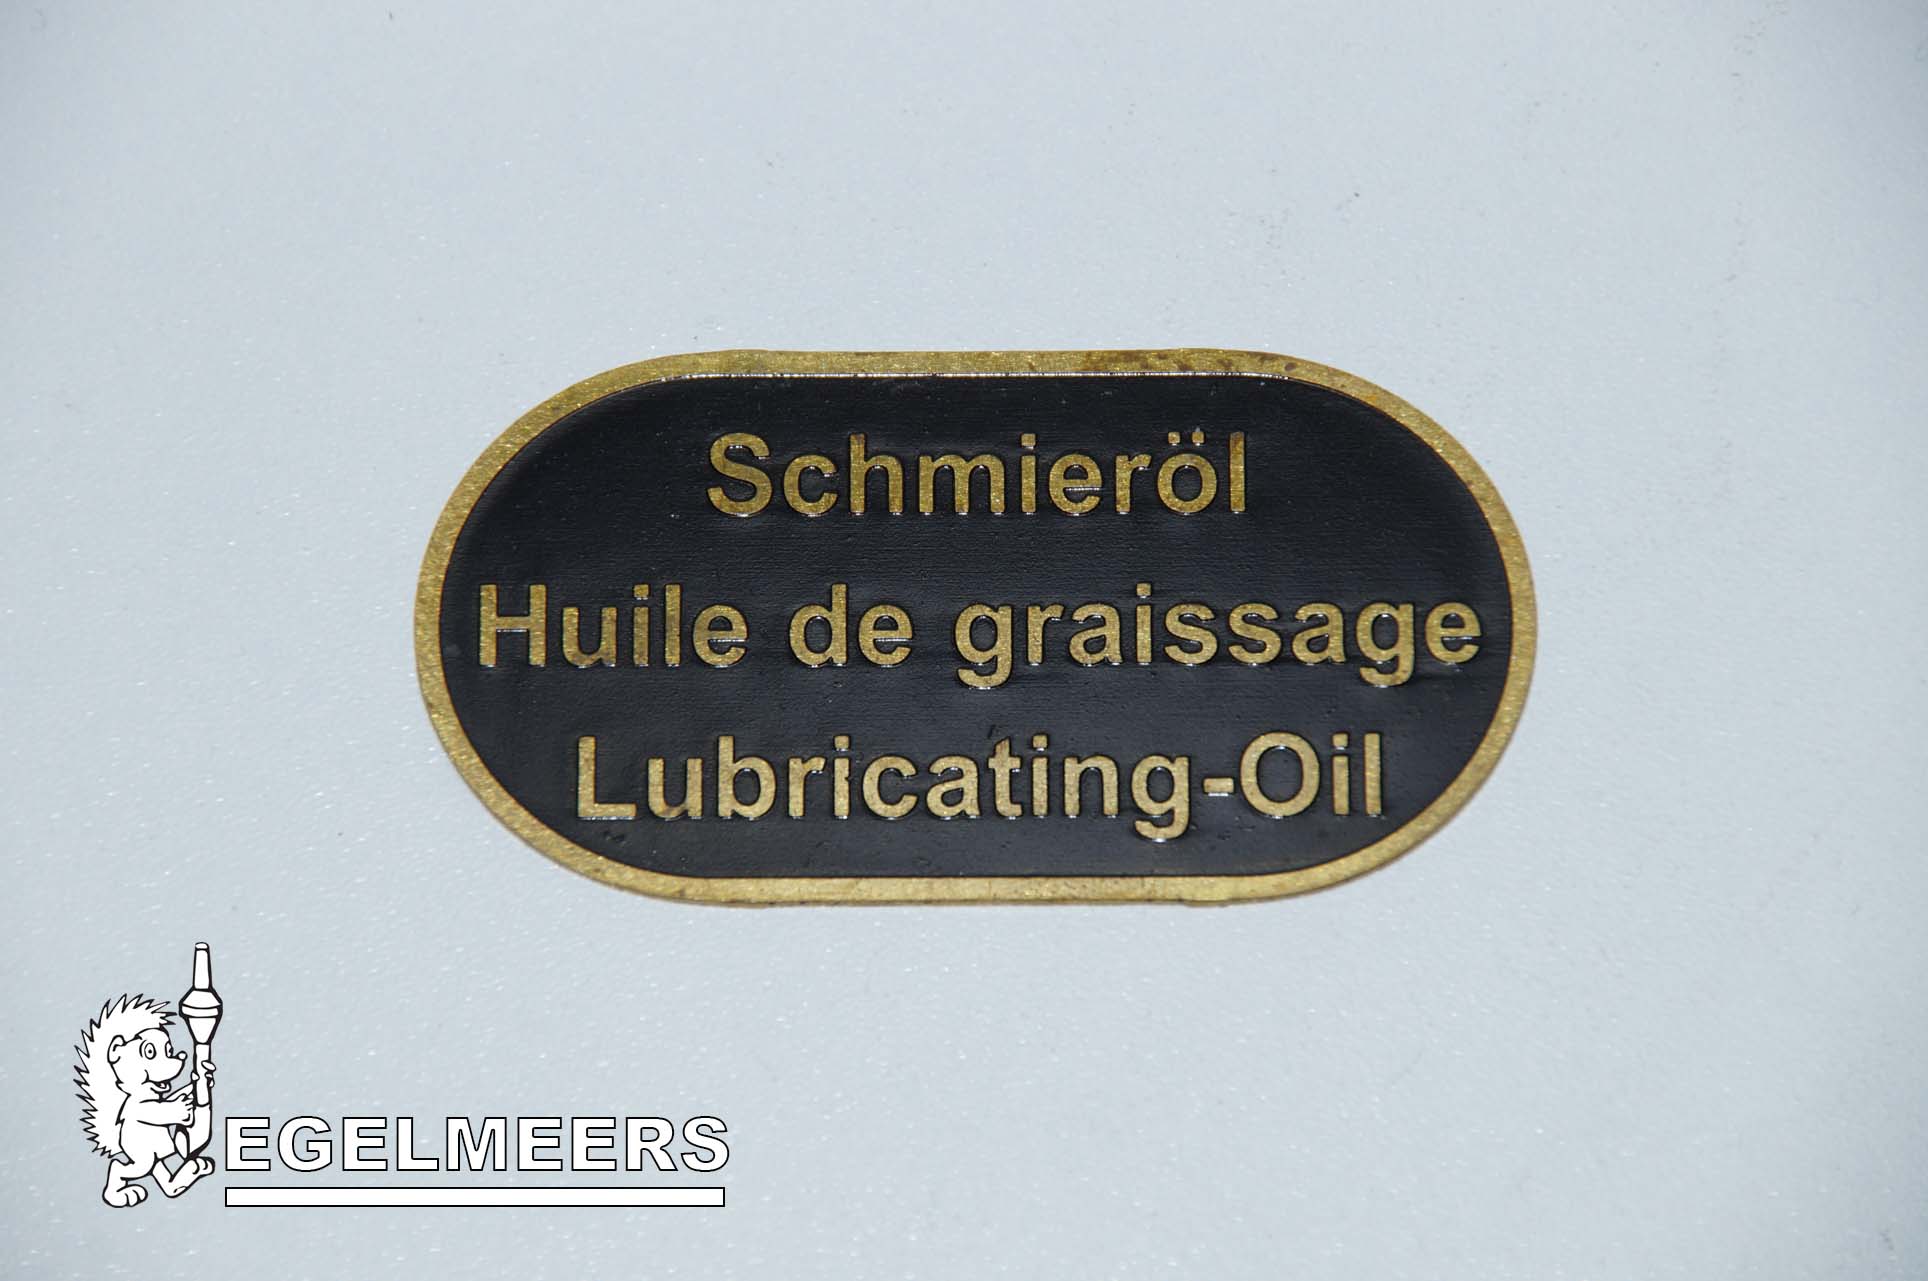 Schmieröl
Huile de graissage
Lubricating-Oil
EGELMEERS